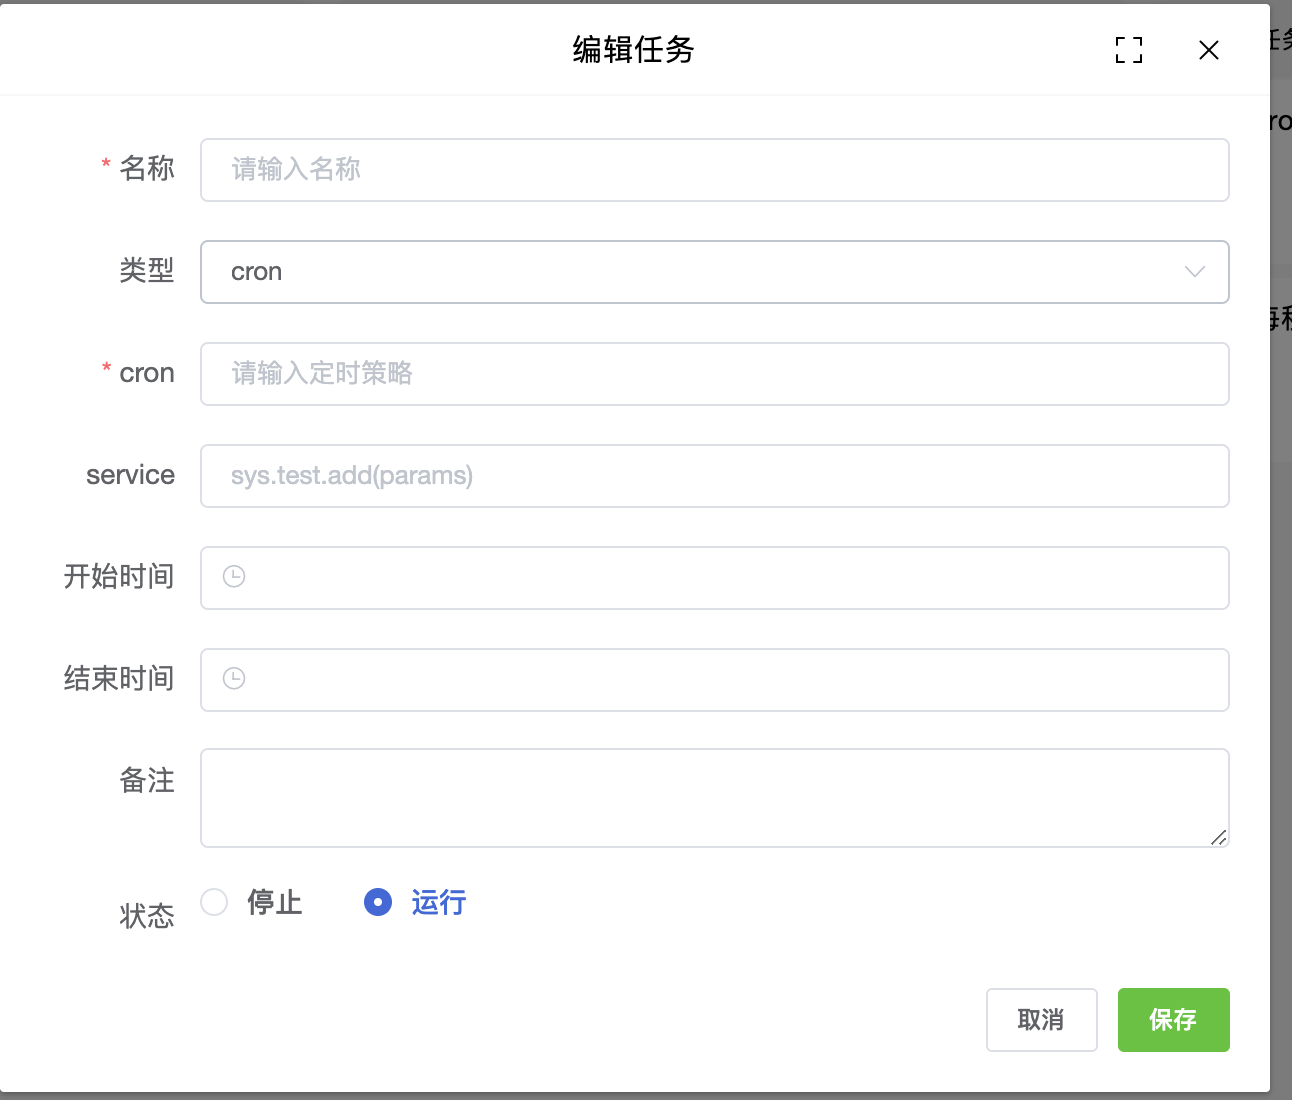 编辑任务
* 名称
请输入名称
类型
cron
* cron
请输入定时策略
service
sys.test.add(params)
开始时间
结束时间
备注
状态
停止
运行
取消
保存